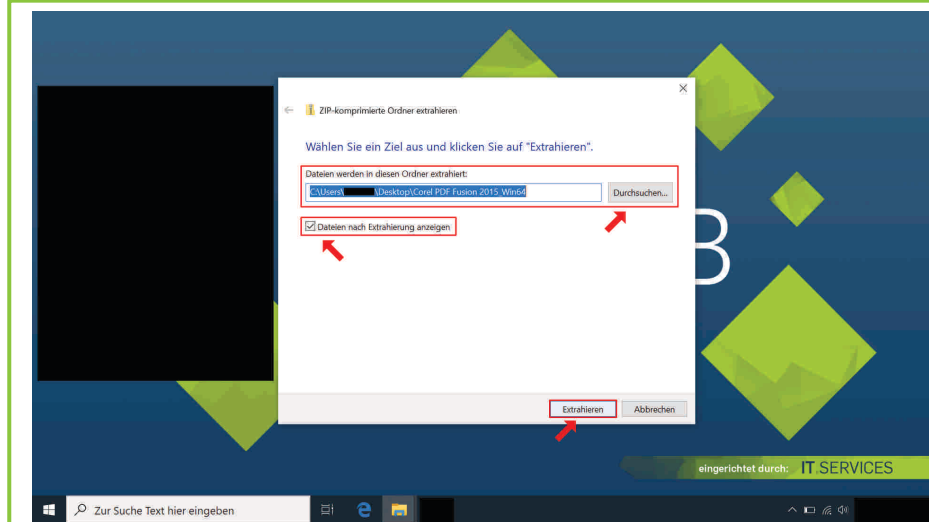 ZIP-komprimierte Ordner extrahieren
Wählen Sie ein Ziel aus und klicken Sie auf "Extrahieren".
Dateien werden in diesen Ordner extrahiert:
C:\Users\ \Desktop\Corel PDF Fusion 2015_Win64
Durchsuchen...
Dateien nach Extrahierung anzeigen
B
Extrahieren Abbrechen
eingerichtet durch: IT.SERVICES
Zur Suche Text hier eingeben